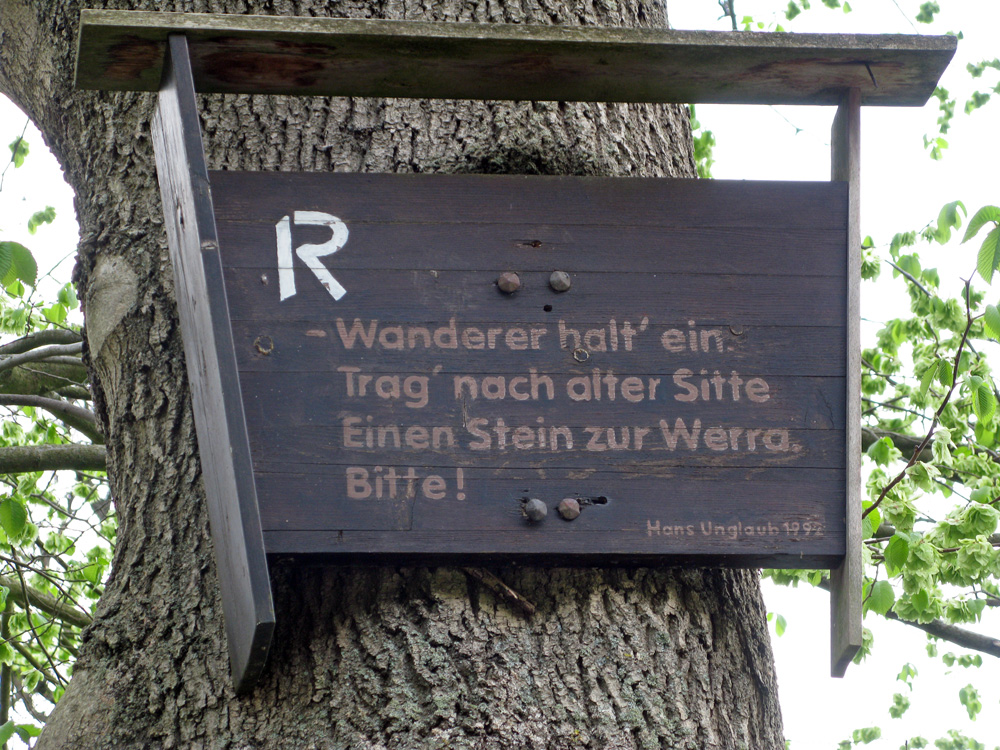 R
- Wanderer halt' ein.
Trag' nach alter Sitte
Einen Stein zur Werra.
Bitte!
Hans Unglaub 1992